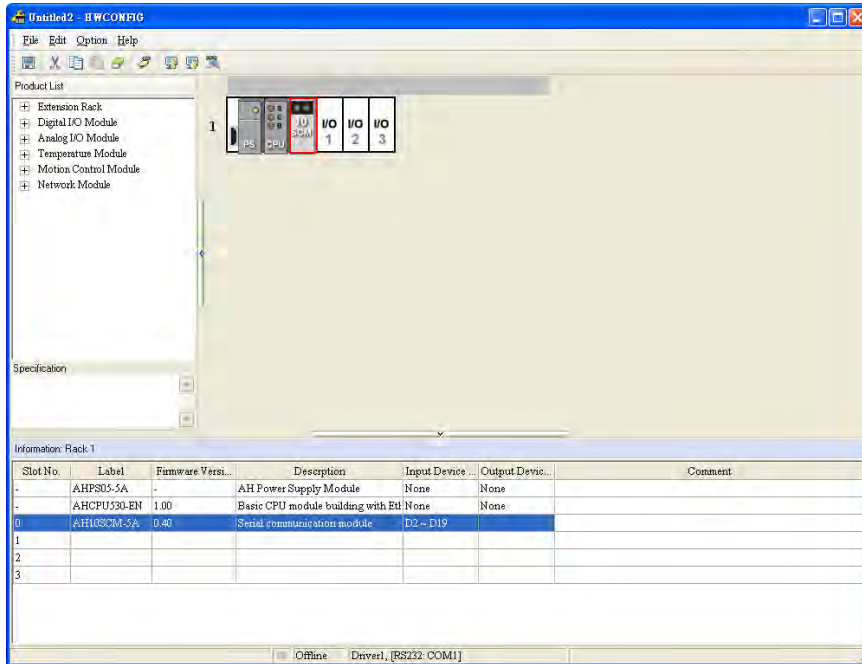 Untitled2 - HWCONFIG
File Edit Option Help
Product List
Extension Rack
Digital I/O Module
Analog I/O Module
Temperature Module
Motion Control Module
Network Module
1
PS CPU 10 SCM I/O 1 I/O 2 I/O 3
Specification
Information: Rack 1
Slot No. Label Firmware Versi... Descrption Input Device ... Output Devic... Comment
- AHPS05-5A - AH Power Supply Module None None
- AHCPU530-EN 1.00 Basic CPU module building with Etl None None
0 AH10SCM-5A 0.40 Serial communication module D2 ~ D19
1
2
3
Offline Driver1, [RS232: COM1]